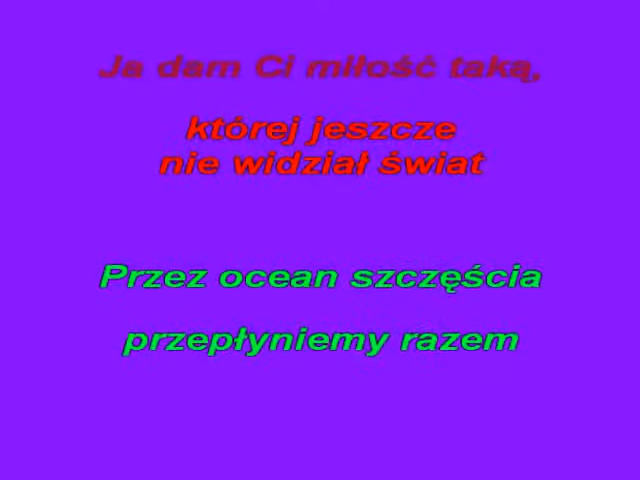 Ja dam Ci miłość taką,
której jeszcze
nie widział świat
Przez ocean szczęścia
przepłyniemy razem